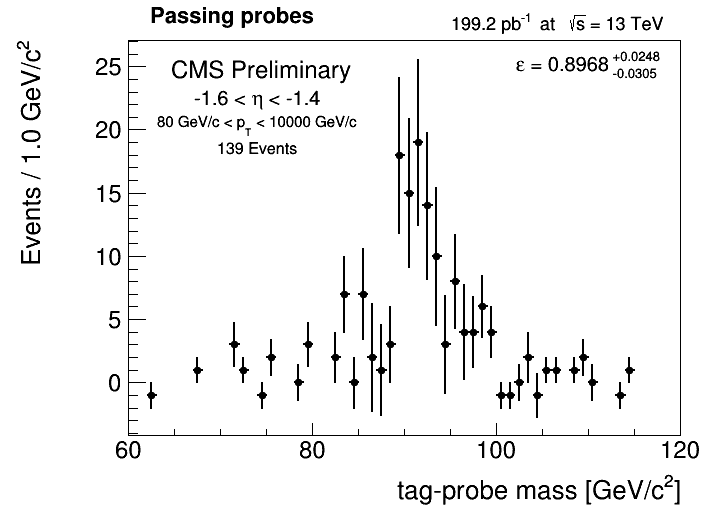 Passing probes
199.2 pb-1 at √s = 13 TeV
CMS Preliminary
-1.6 < η < -1.4
80 GeV/c < pT < 10000 GeV/c
139 Events
ε = 0.8968 +0.0248 -0.0305
Events / 1.0 GeV/c2
25
20
15
10
5
0
60 80 100 120
tag-probe mass [GeV/c2]